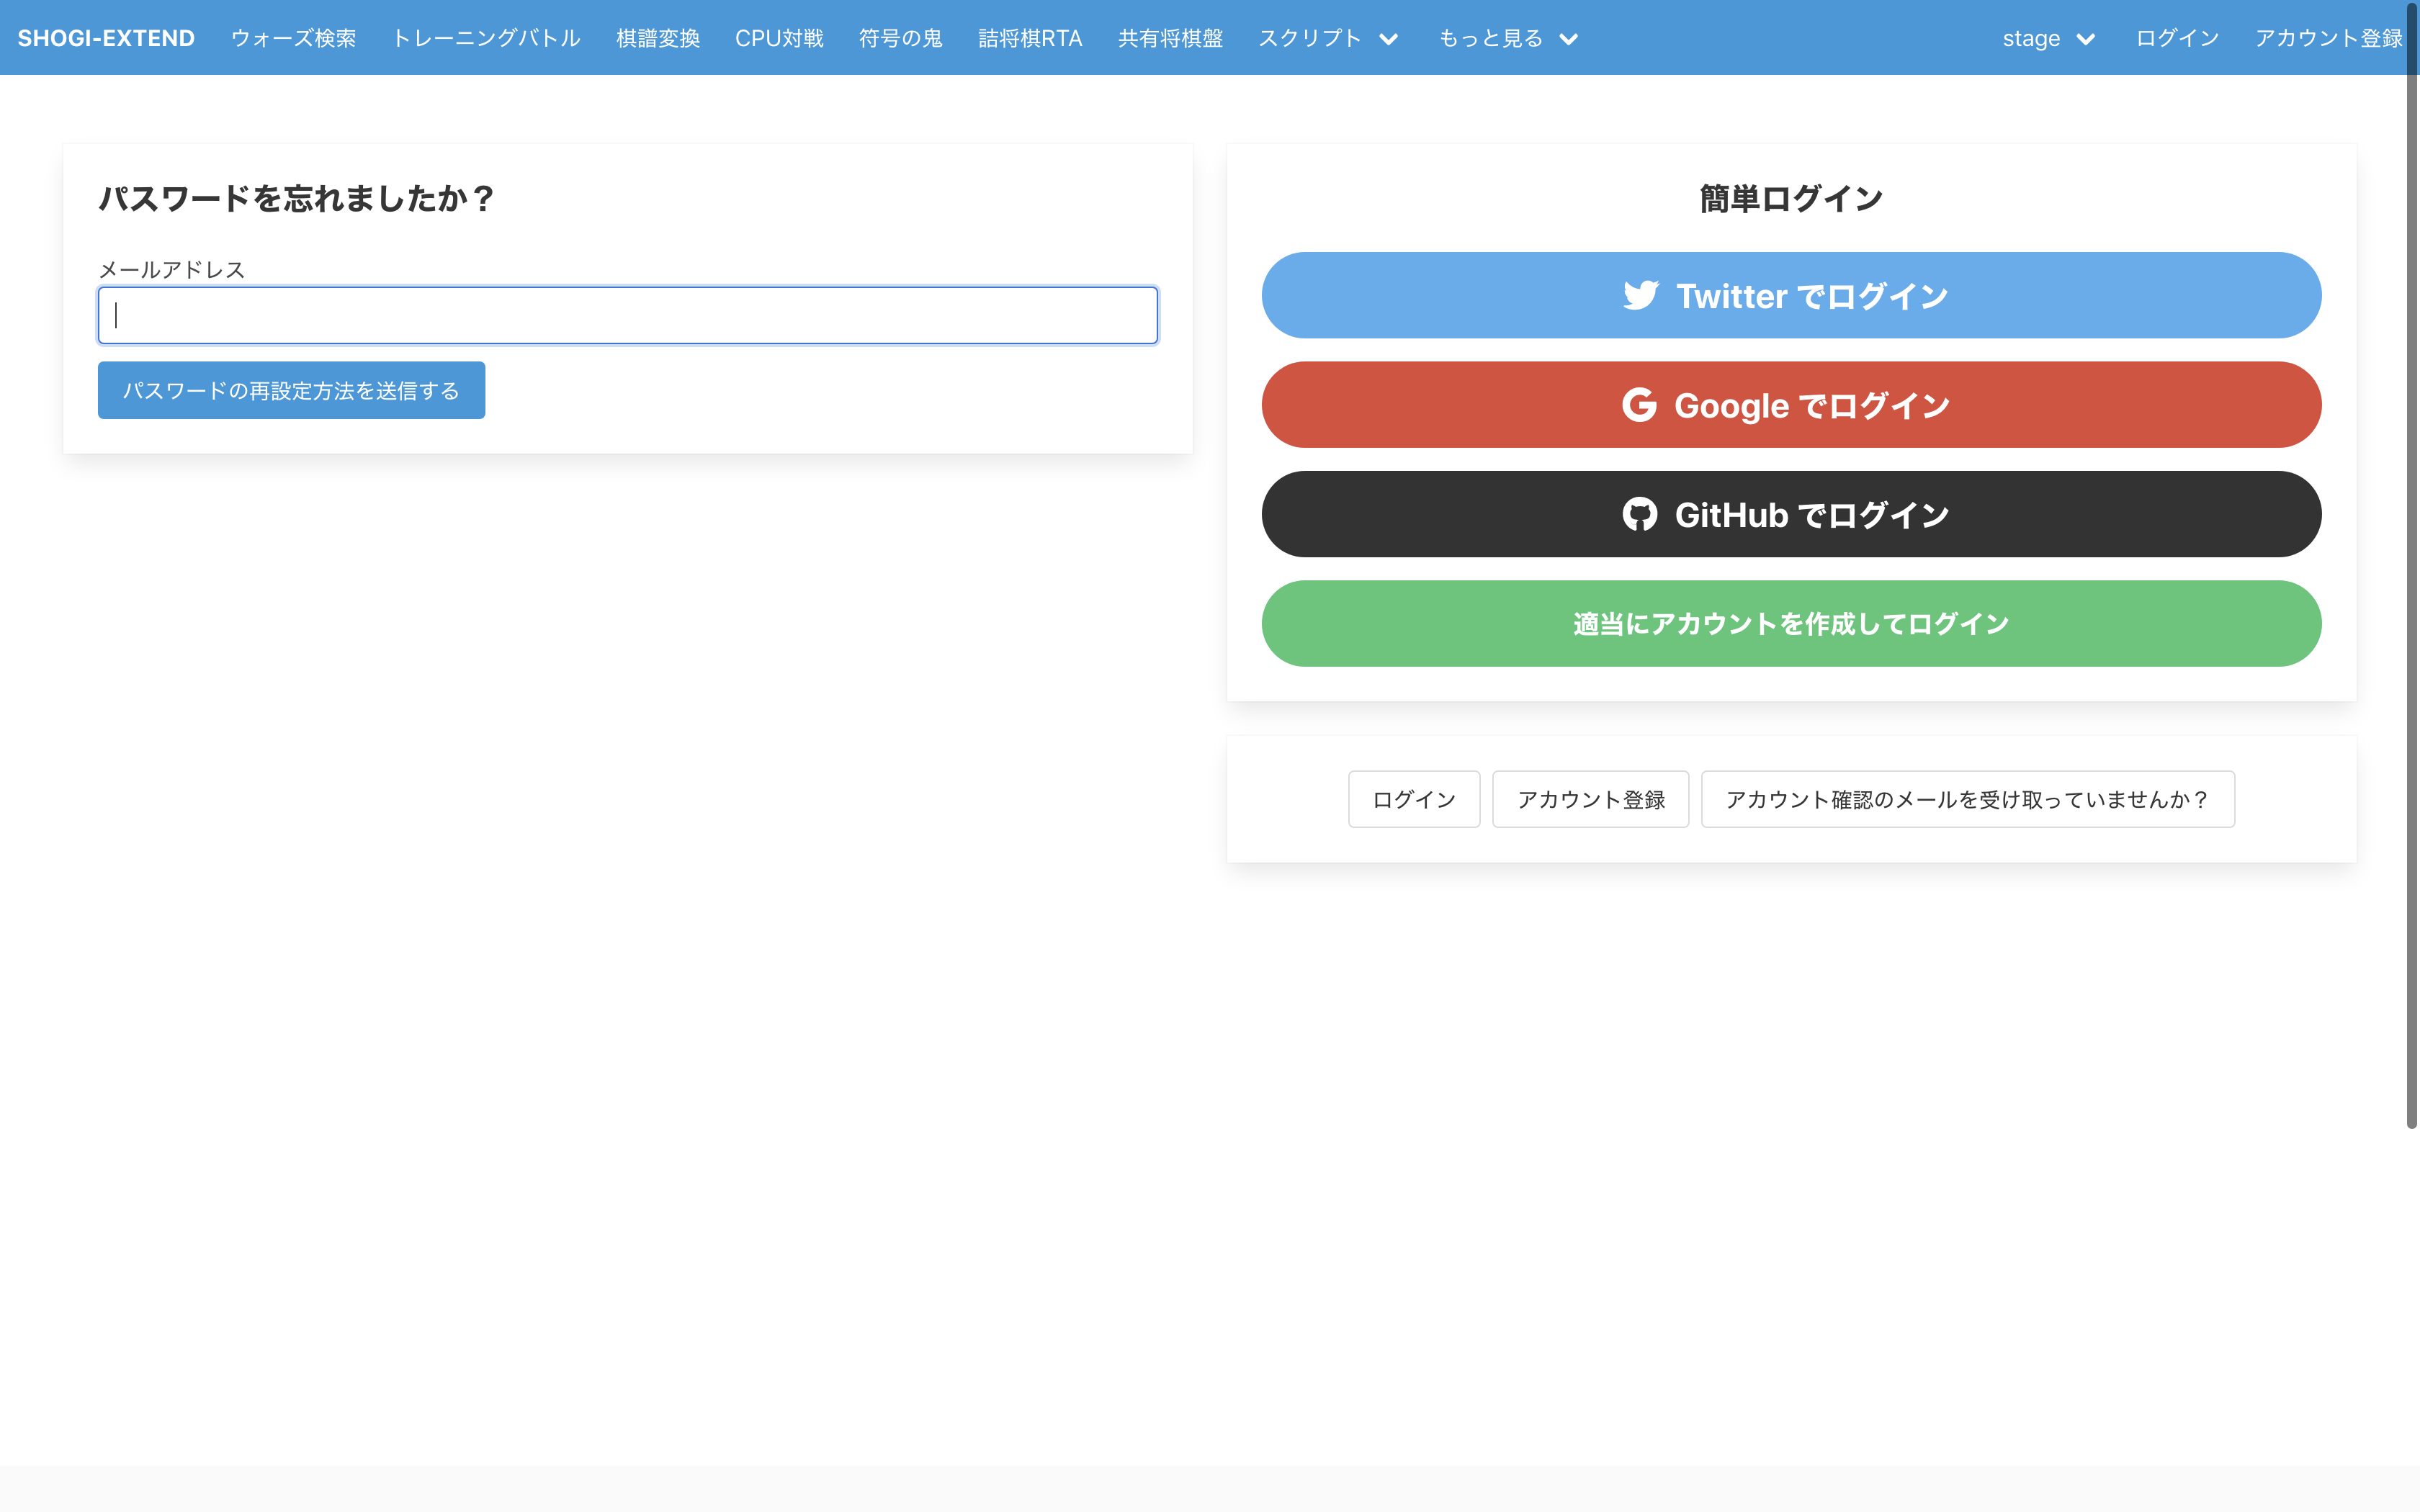 SHOGI-EXTEND ウォーズ検索 トレーニングバトル 棋譜変換 CPU対戦 符号の鬼 詰将棋RTA 共有将棋盤 スクリプト もっと見る stage ログイン アカウント登録
パスワードを忘れましたか？
メールアドレス
パスワードの再設定方法を送信する
簡単ログイン
Twitter でログイン
Google でログイン
GitHub でログイン
適当にアカウントを作成してログイン
ログイン アカウント登録 アカウント確認のメールを受け取っていませんか？